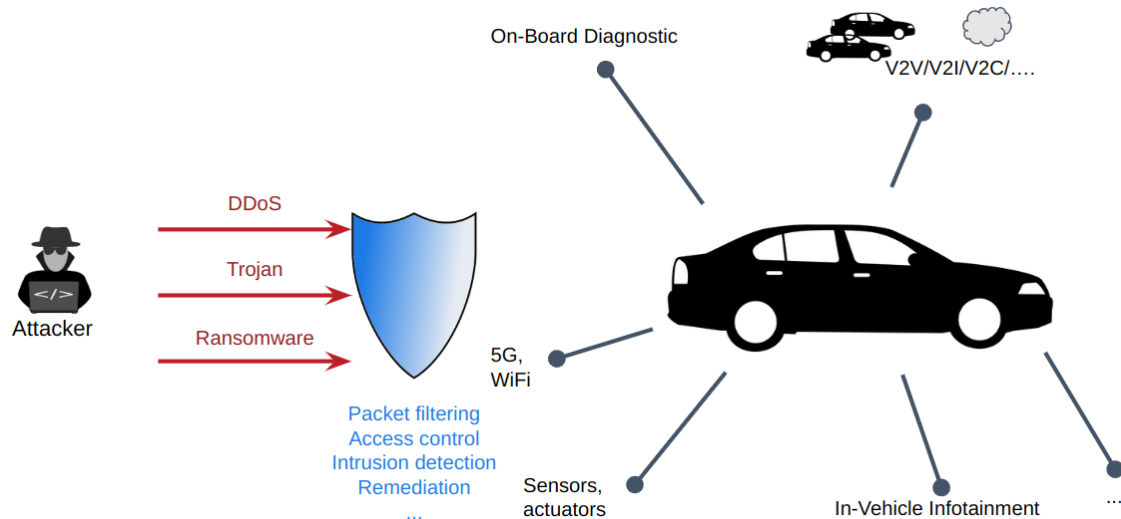 On-Board Diagnostic
V2V/V2I/V2C/....
DDoS
Trojan
Ransomware
</>
Attacker
5G,
WiFi
Packet filtering
Access control
Intrusion detection
Remediation
...
Sensors,
actuators
In-Vehicle Infotainment
...